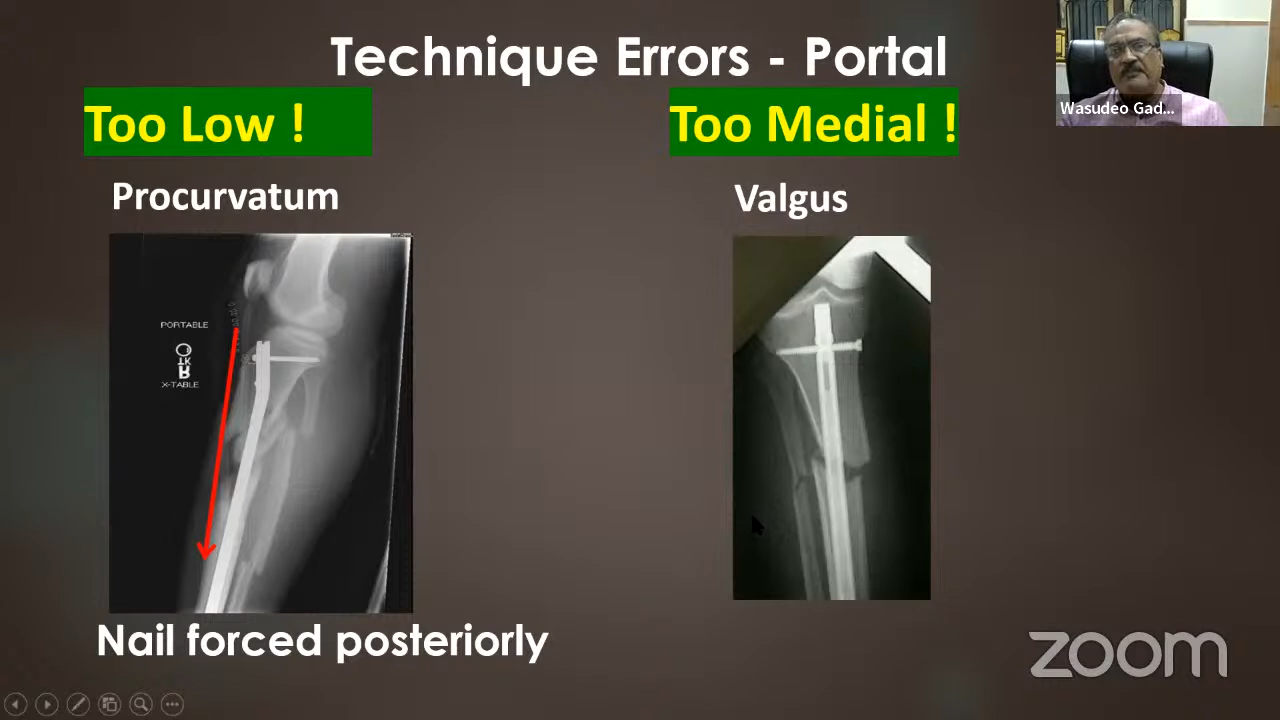 Technique Errors - Portal
Wasudeo Gad...
Too Low !
Too Medial !
Procurvatum
Valgus
PORTABLE
X-TABLE
Nail forced posteriorly
zoom